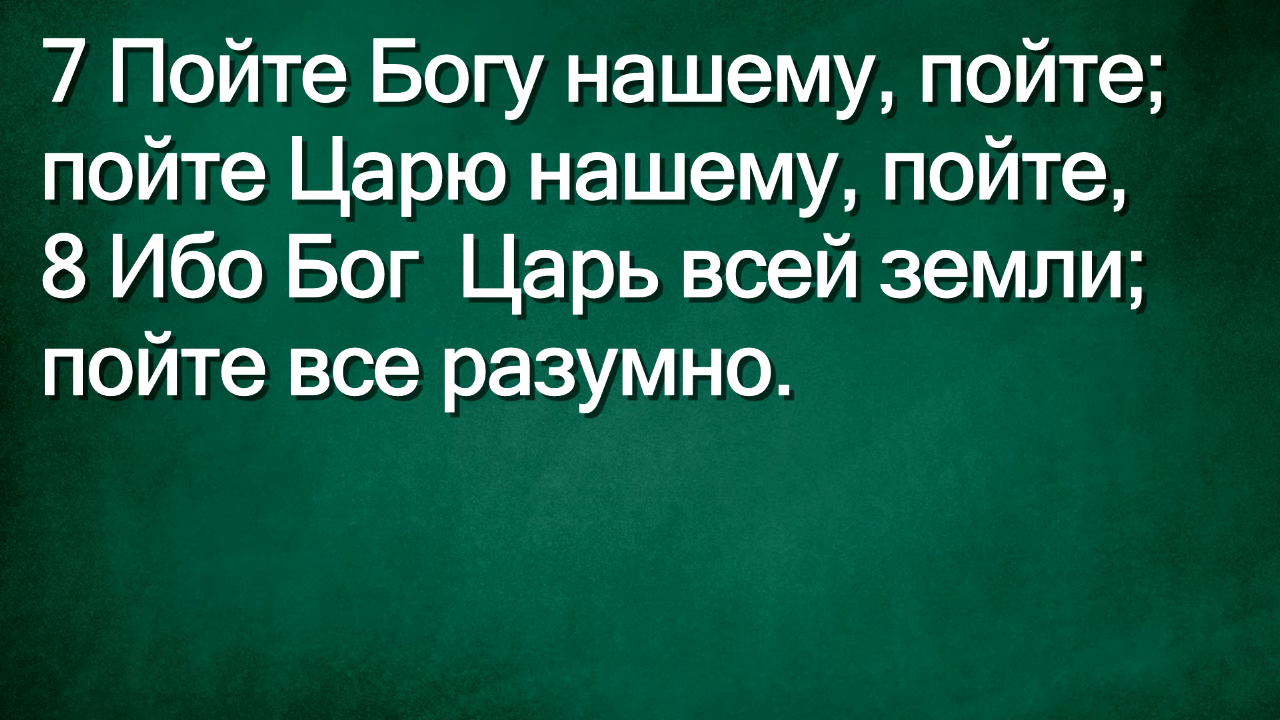 7 Пойте Богу нашему, пойте;
пойте Царю нашему, пойте,
8 Ибо Бог  Царь всей земли;
пойте все разумно.